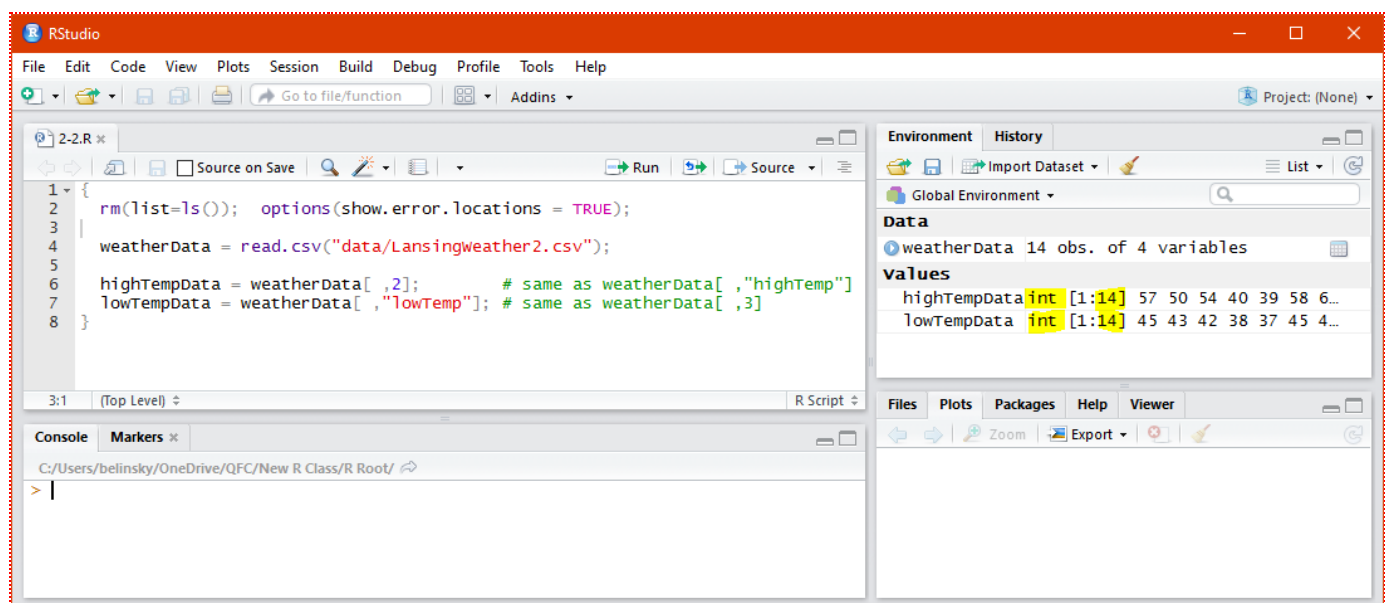 RStudio
File Edit Code View Plots Session Build Debug Profile Tools Help
Go to file/function Addins Project: (None)
2-2.R
Source on Save Run Source
1 {
2 rm(list=ls()); options(show.error.locations = TRUE);
3
4 weatherData = read.csv("data/LansingWeather2.csv");
5
6 highTempData = weatherData[ ,2]; # same as weatherData[ ,"highTemp"]
7 lowTempData = weatherData[ ,"lowTemp"]; # same as weatherData[ ,3]
8 }
3:1 (Top Level) R Script
Console Markers
C:/Users/belinsky/OneDrive/QFC/New R Class/R Root/
>
Environment History
Import Dataset List
Global Environment
Data
weatherData 14 obs. of 4 variables
Values
highTempData int [1:14] 57 50 54 40 39 58 6…
lowTempData int [1:14] 45 43 42 38 37 45 4…
Files Plots Packages Help Viewer
Zoom Export